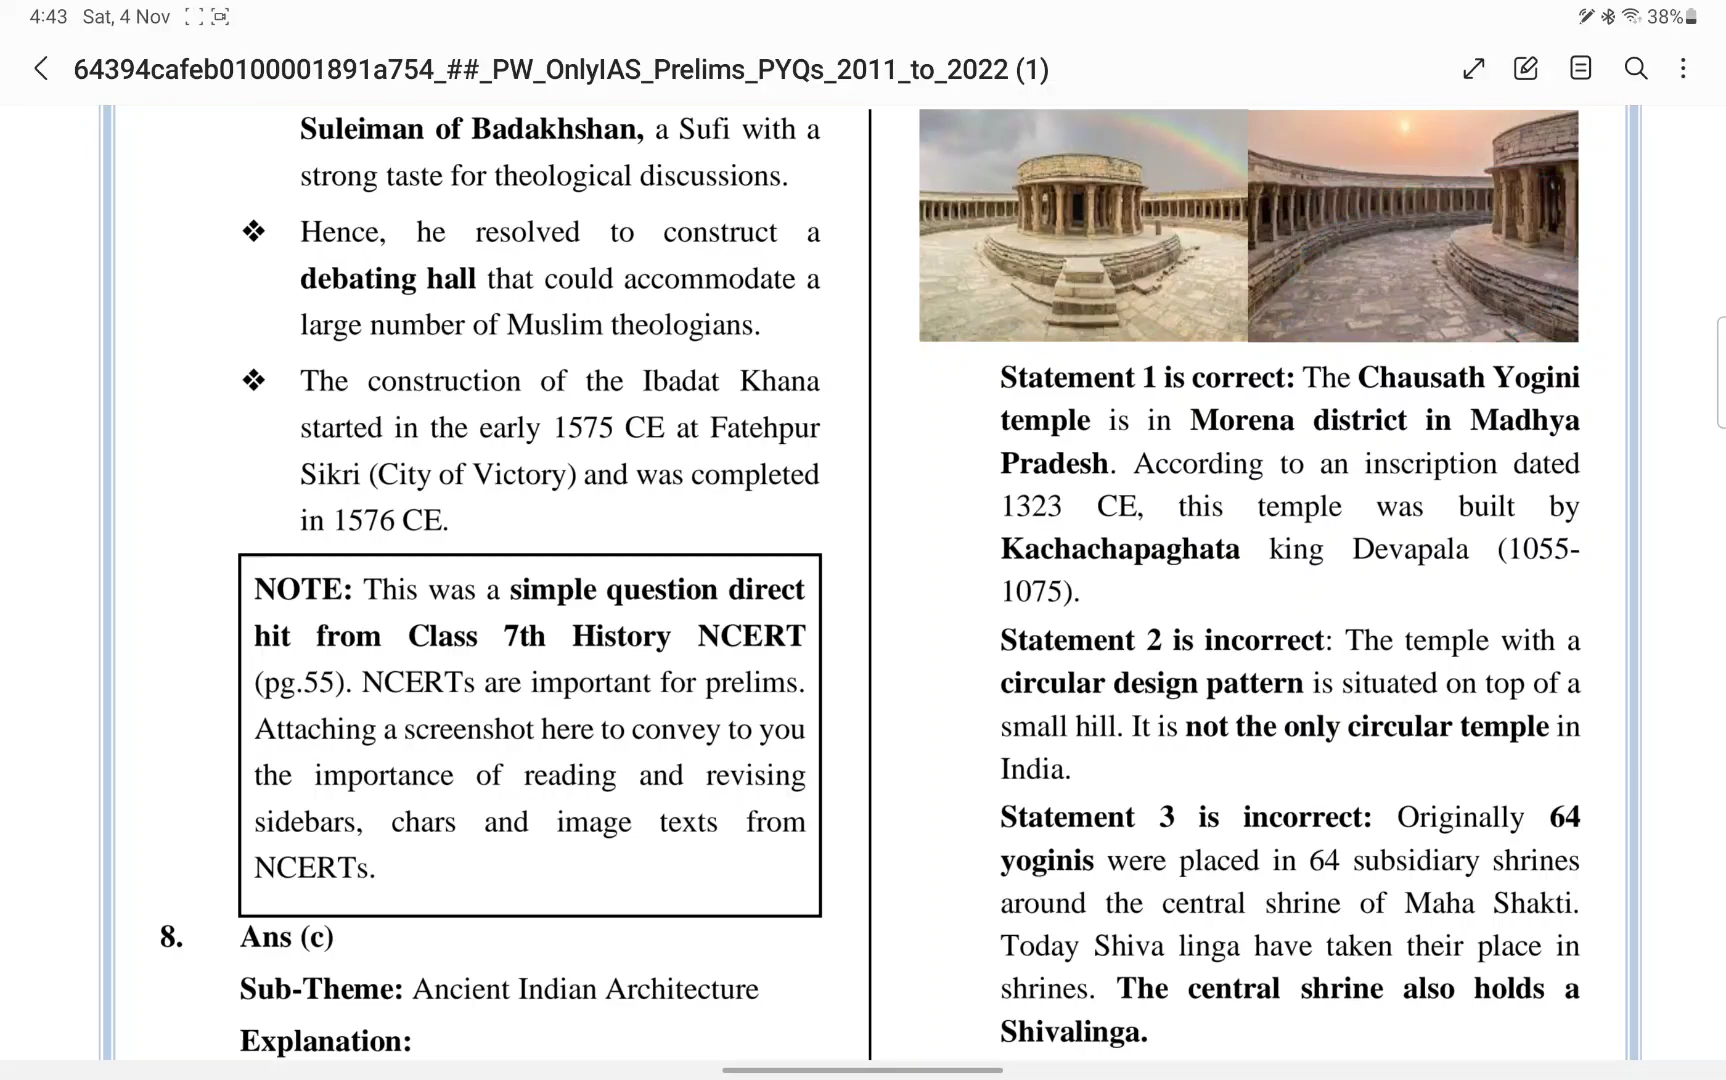 4:43 Sat, 4 Nov
38%
64394cafeb0100001891a754_##_PW_OnlyIAS_Prelims_PYQs_2011_to_2022 (1)
Suleiman of Badakhshan, a Sufi with a
strong taste for theological discussions.
❖ Hence, he resolved to construct a
debating hall that could accommodate a
large number of Muslim theologians.
❖ The construction of the Ibadat Khana
started in the early 1575 CE at Fatehpur
Sikri (City of Victory) and was completed
in 1576 CE.
NOTE: This was a simple question direct
hit from Class 7th History NCERT
(pg.55). NCERTs are important for prelims.
Attaching a screenshot here to convey to you
the importance of reading and revising
sidebars, chars and image texts from
NCERTs.
8. Ans (c)
Sub-Theme: Ancient Indian Architecture
Explanation:
Statement 1 is correct: The Chausath Yogini
temple is in Morena district in Madhya
Pradesh. According to an inscription dated
1323 CE, this temple was built by
Kachachapaghata king Devapala (1055-
1075).
Statement 2 is incorrect: The temple with a
circular design pattern is situated on top of a
small hill. It is not the only circular temple in
India.
Statement 3 is incorrect: Originally 64
yoginis were placed in 64 subsidiary shrines
around the central shrine of Maha Shakti.
Today Shiva linga have taken their place in
shrines. The central shrine also holds a
Shivalinga.